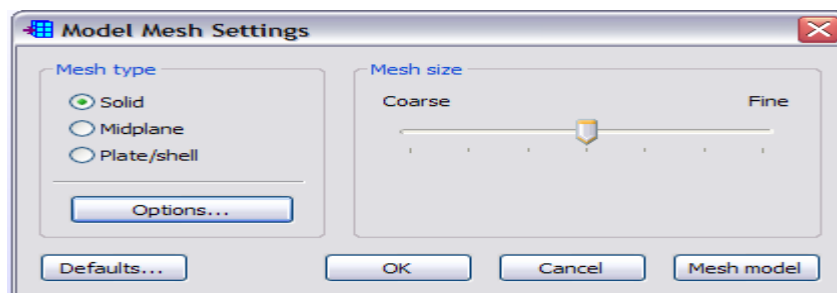 Model Mesh Settings
Mesh type
Solid
Midplane
Plate/shell
Options...
Mesh size
Coarse Fine
Defaults... OK Cancel Mesh model